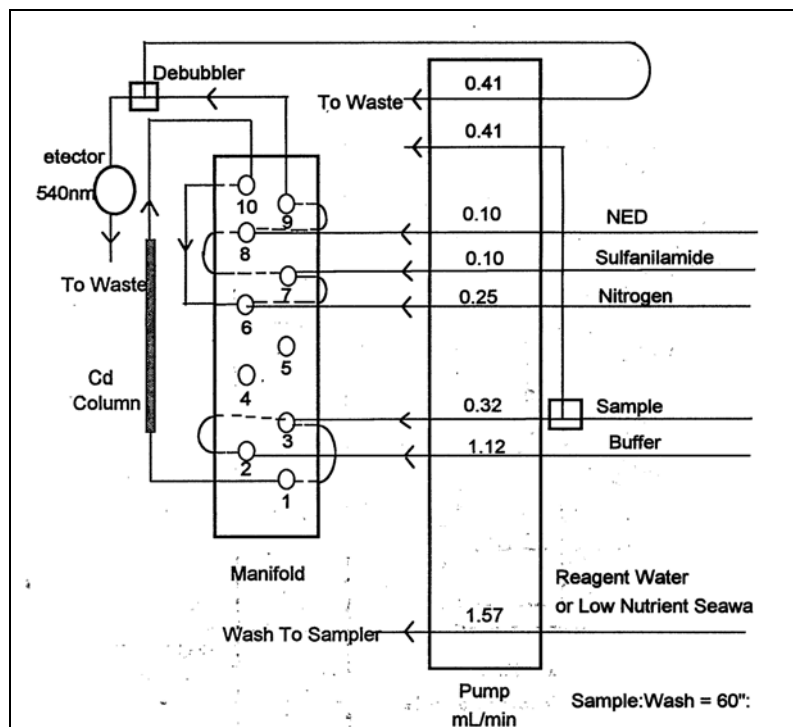 Debubbler
0.41
To Waste
0.41
etector
540nm
10
9
0.10
NED
8
0.10
Sulfanilamide
To Waste
7
0.25
Nitrogen
6
5
Cd
Column
4
0.32
Sample
3
1.12
Buffer
2
1
Manifold
Reagent Water
or Low Nutrient Seawa
1.57
Wash To Sampler
Pump
mL/min
Sample:Wash = 60":